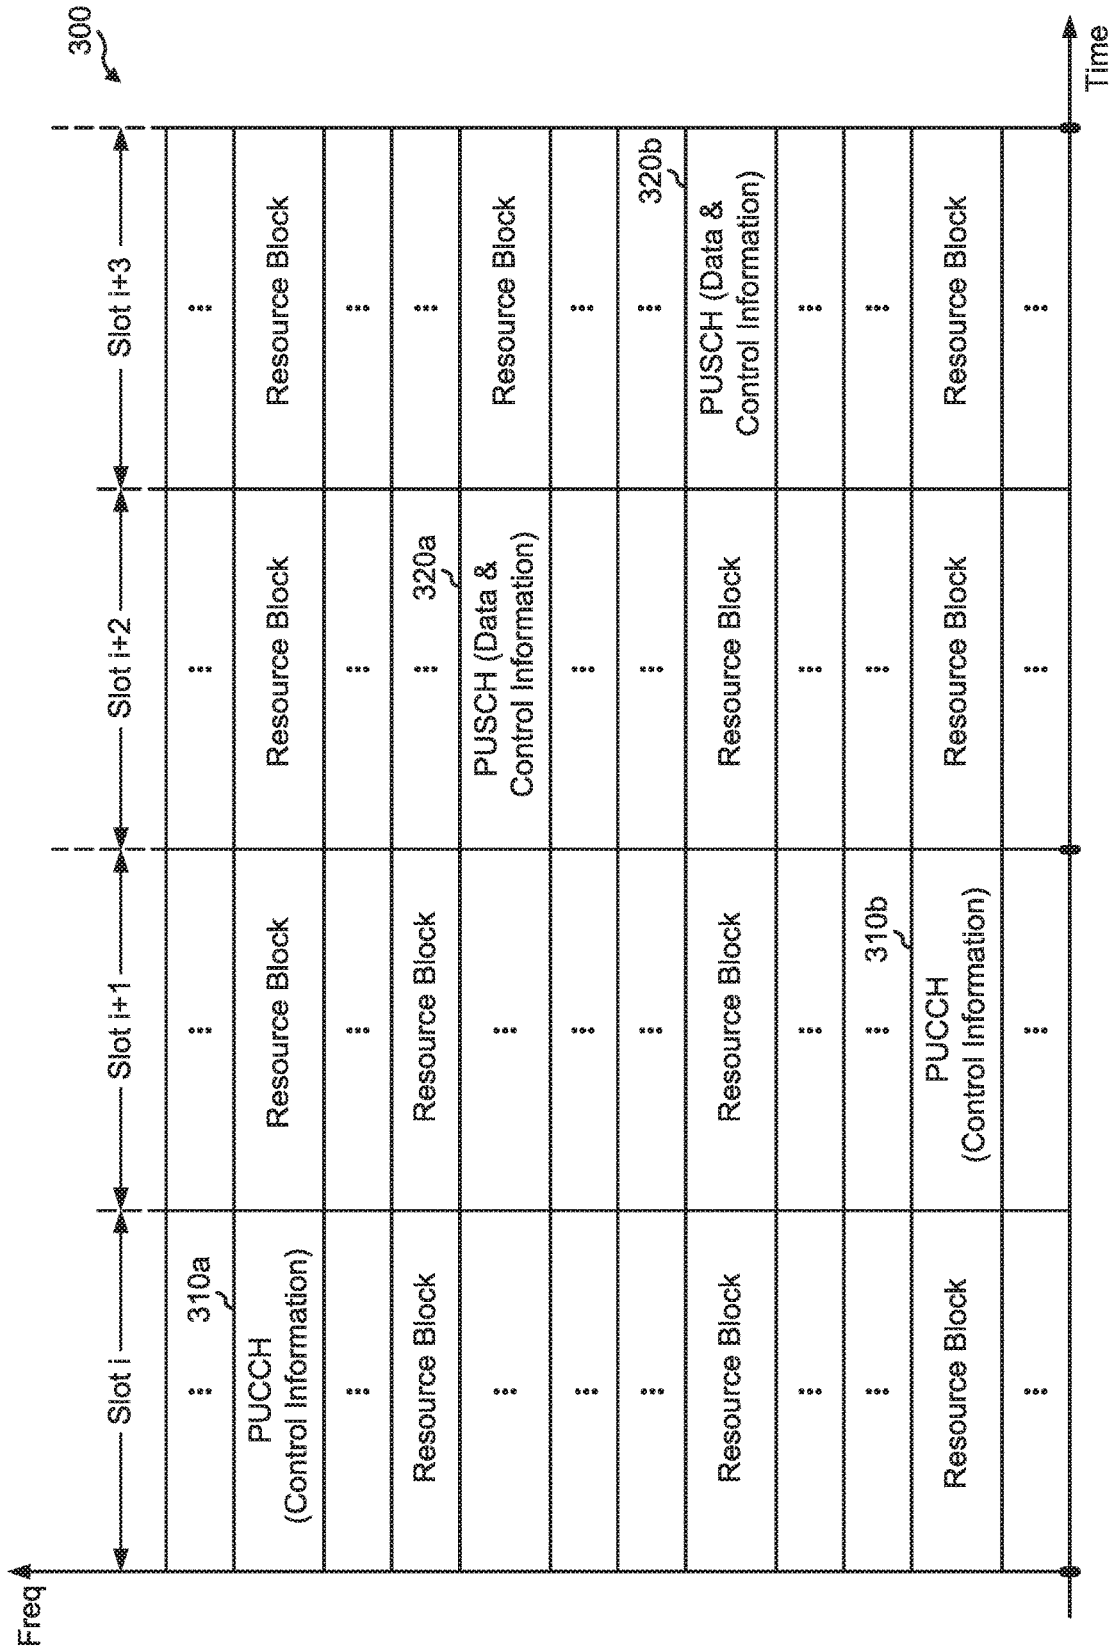 Freq
300
Slot i
Slot i+1
Slot i+2
Slot i+3
...
310a
...
...
...
PUCCH
(Control Information)
Resource Block
Resource Block
Resource Block
...
...
...
...
Resource Block
Resource Block
...
320a
...
...
...
PUSCH (Data &
Control Information)
Resource Block
...
...
...
...
...
...
...
...
320b
Resource Block
Resource Block
Resource Block
PUSCH (Data &
Control Information)
...
...
...
...
...
...
310b
...
...
Resource Block
PUCCH
(Control Information)
Resource Block
Resource Block
...
...
...
...
Time